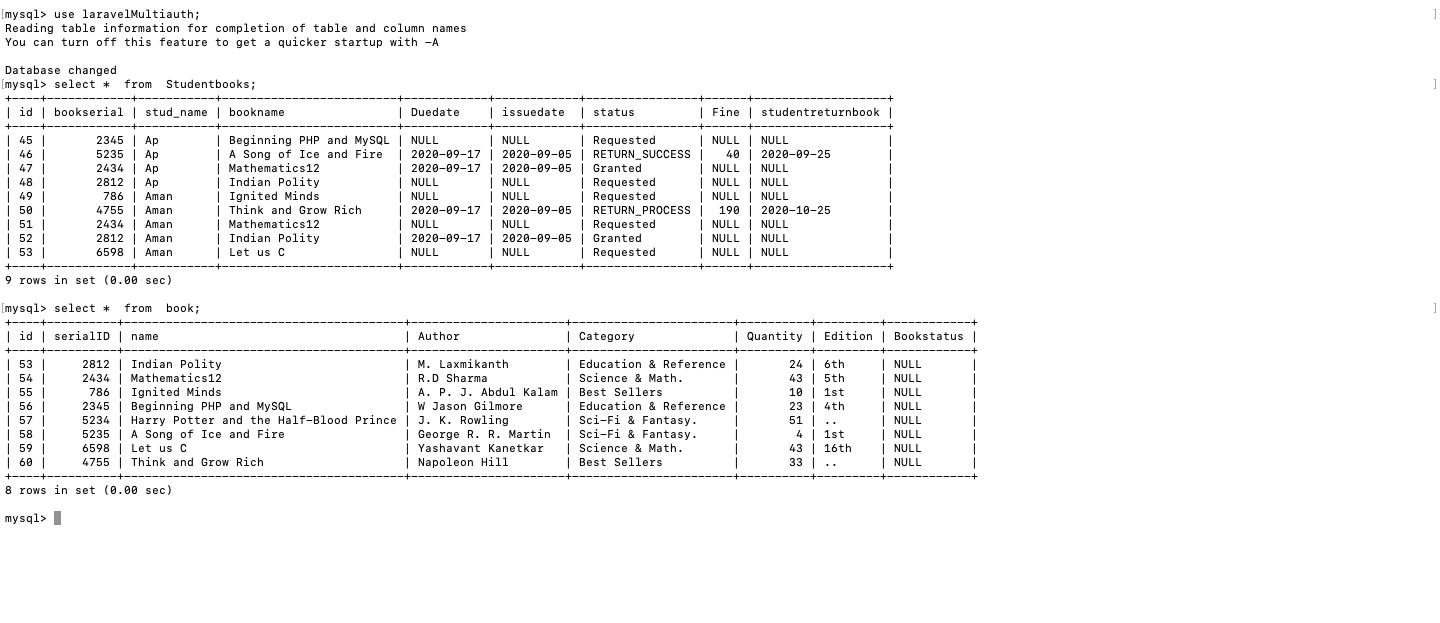 [mysql> use laravelMultiauth; ]
Reading table information for completion of table and column names
You can turn off this feature to get a quicker startup with -A
Database changed
[mysql> select *  from  Studentbooks; ]
+----+------------+-----------+-------------------------+------------+------------+----------------+------+-------------------+
| id | bookserial | stud_name | bookname                | Duedate    | issuedate  | status         | Fine | studentreturnbook |
+----+------------+-----------+-------------------------+------------+------------+----------------+------+-------------------+
| 45 |       2345 | Ap        | Beginning PHP and MySQL | NULL       | NULL       | Requested      | NULL | NULL              |
| 46 |       5235 | Ap        | A Song of Ice and Fire  | 2020-09-17 | 2020-09-05 | RETURN_SUCCESS |   40 | 2020-09-25        |
| 47 |       2434 | Ap        | Mathematics12           | 2020-09-17 | 2020-09-05 | Granted        | NULL | NULL              |
| 48 |       2812 | Ap        | Indian Polity           | NULL       | NULL       | Requested      | NULL | NULL              |
| 49 |        786 | Aman      | Ignited Minds           | NULL       | NULL       | Requested      | NULL | NULL              |
| 50 |       4755 | Aman      | Think and Grow Rich     | 2020-09-17 | 2020-09-05 | RETURN_PROCESS |  190 | 2020-10-25        |
| 51 |       2434 | Aman      | Mathematics12           | NULL       | NULL       | Requested      | NULL | NULL              |
| 52 |       2812 | Aman      | Indian Polity           | 2020-09-17 | 2020-09-05 | Granted        | NULL | NULL              |
| 53 |       6598 | Aman      | Let us C                | NULL       | NULL       | Requested      | NULL | NULL              |
+----+------------+-----------+-------------------------+------------+------------+----------------+------+-------------------+
9 rows in set (0.00 sec)
[mysql> select *  from  book; ]
+----+----------+----------------------------------------+---------------------+-----------------------+----------+---------+------------+
| id | serialID | name                                   | Author              | Category              | Quantity | Edition | Bookstatus |
+----+----------+----------------------------------------+---------------------+-----------------------+----------+---------+------------+
| 53 |     2812 | Indian Polity                          | M. Laxmikanth       | Education & Reference |       24 | 6th     | NULL       |
| 54 |     2434 | Mathematics12                          | R.D Sharma          | Science & Math.       |       43 | 5th     | NULL       |
| 55 |      786 | Ignited Minds                          | A. P. J. Abdul Kalam | Best Sellers          |       10 | 1st     | NULL       |
| 56 |     2345 | Beginning PHP and MySQL                | W Jason Gilmore     | Education & Reference |       23 | 4th     | NULL       |
| 57 |     5234 | Harry Potter and the Half-Blood Prince | J. K. Rowling       | Sci-Fi & Fantasy.     |       51 | ..      | NULL       |
| 58 |     5235 | A Song of Ice and Fire                 | George R. R. Martin | Sci-Fi & Fantasy.     |        4 | 1st     | NULL       |
| 59 |     6598 | Let us C                               | Yashavant Kanetkar  | Science & Math.       |       43 | 16th    | NULL       |
| 60 |     4755 | Think and Grow Rich                    | Napoleon Hill       | Best Sellers          |       33 | ..      | NULL       |
+----+----------+----------------------------------------+---------------------+-----------------------+----------+---------+------------+
8 rows in set (0.00 sec)
mysql>